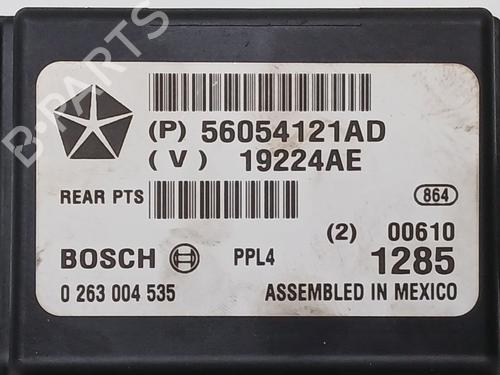 (P) 56054121AD
(V) 19224AE
REAR PTS
864
(2) 00610
BOSCH PPL4 1285
0 263 004 535 ASSEMBLED IN MEXICO
B-PARTS